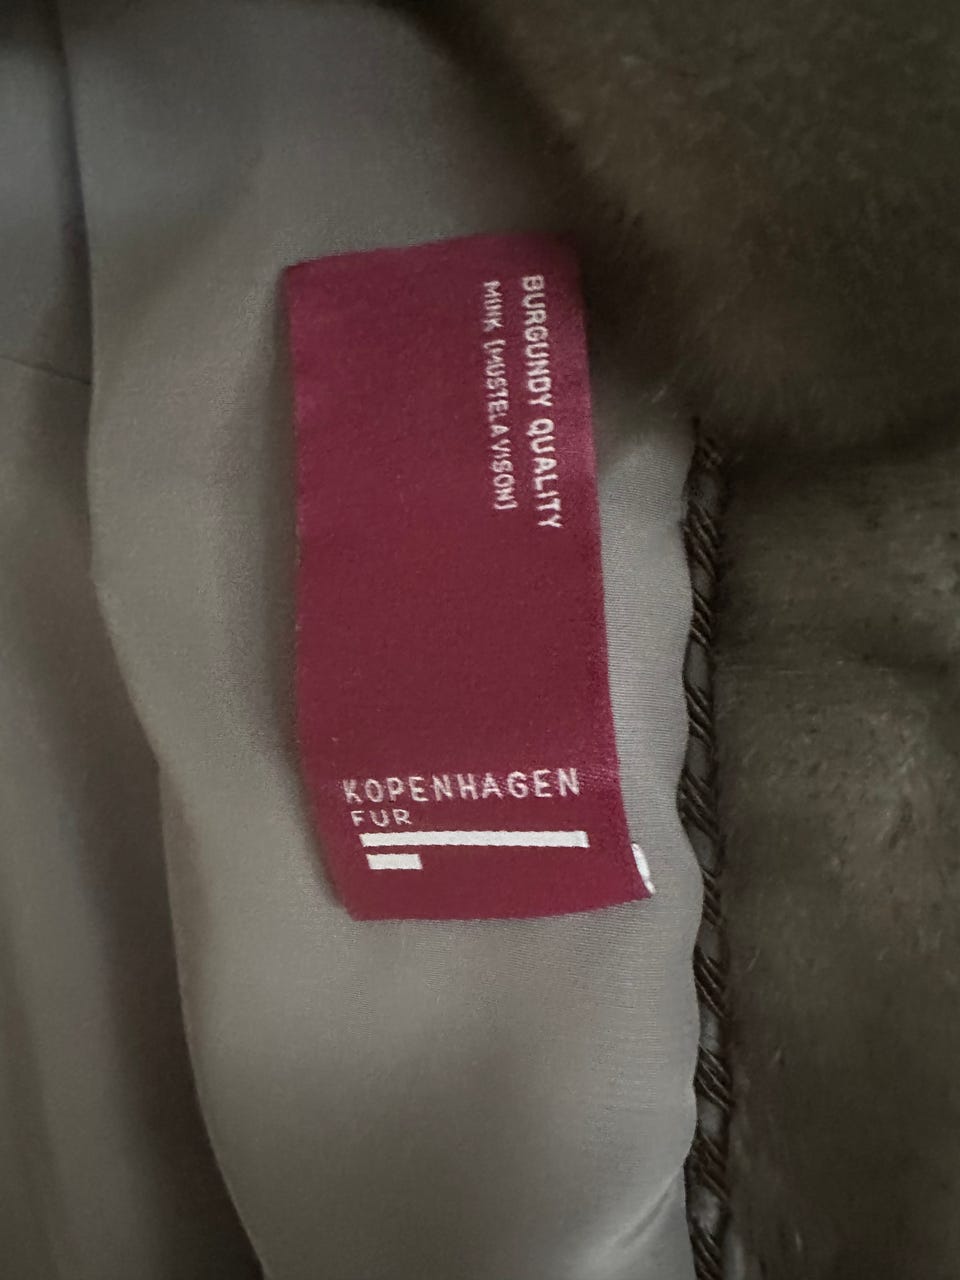 BURGUNDY QUALITY
MINK (MUSTELA VISON)
KOPENHAGEN
FUR